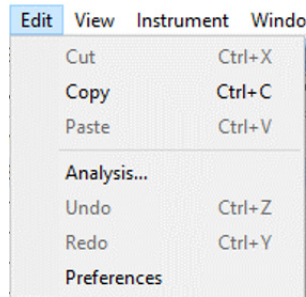 Edit View Instrument Windo
Cut Ctrl+X
Copy Ctrl+C
Paste Ctrl+V
Analysis...
Undo Ctrl+Z
Redo Ctrl+Y
Preferences